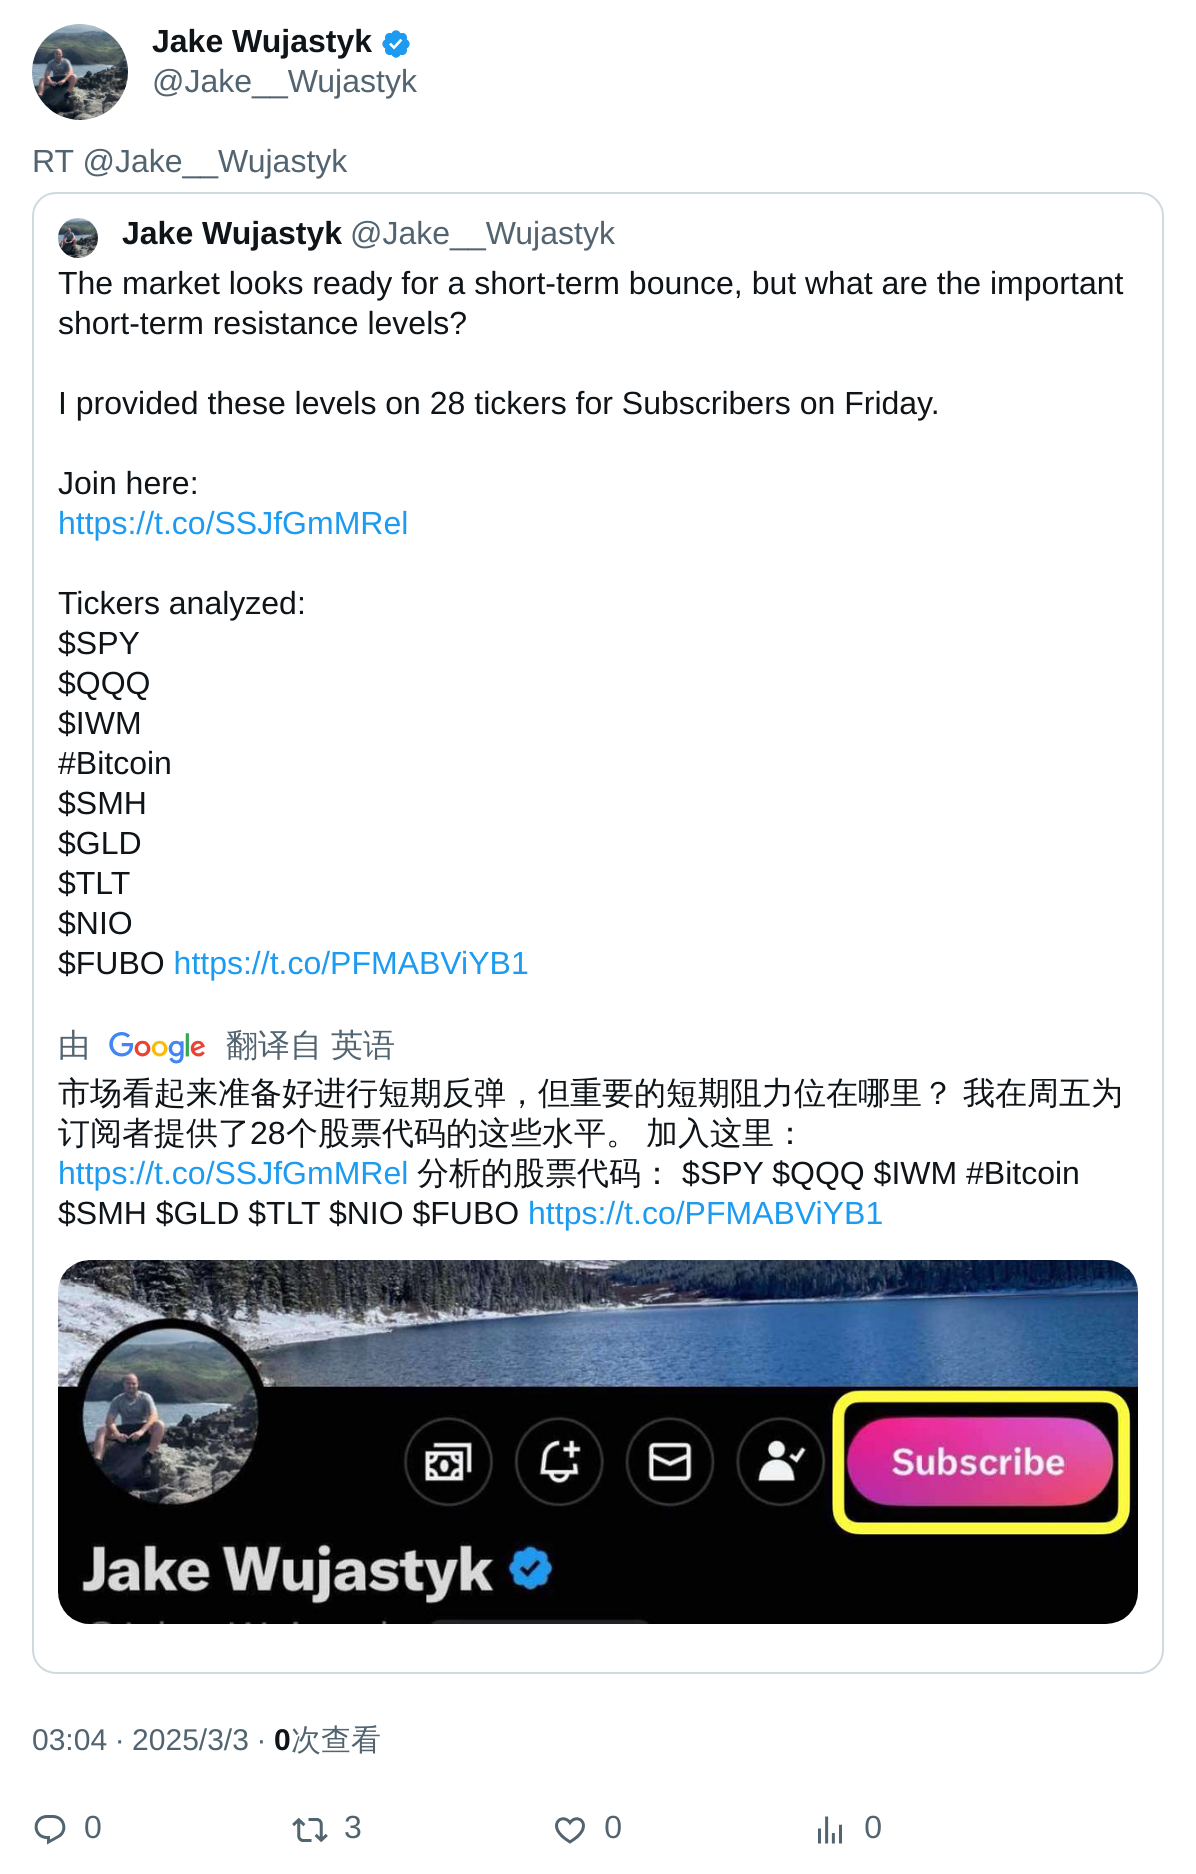 Jake Wujastyk
@Jake__Wujastyk
RT @Jake__Wujastyk
Jake Wujastyk @Jake__Wujastyk
The market looks ready for a short-term bounce, but what are the important
short-term resistance levels?
I provided these levels on 28 tickers for Subscribers on Friday.
Join here:
https://t.co/SSJfGmMRel
Tickers analyzed:
$SPY
$QQQ
$IWM
#Bitcoin
$SMH
$GLD
$TLT
$NIO
$FUBO https://t.co/PFMABViYB1
由 Google 翻译自 英语
市场看起来准备好进行短期反弹，但重要的短期阻力位在哪里？ 我在周五为
订阅者提供了28个股票代码的这些水平。 加入这里：
https://t.co/SSJfGmMRel 分析的股票代码： $SPY $QQQ $IWM #Bitcoin
$SMH $GLD $TLT $NIO $FUBO https://t.co/PFMABViYB1
Subscribe
Jake Wujastyk
03:04 · 2025/3/3 · 0次查看
0 3 0 0